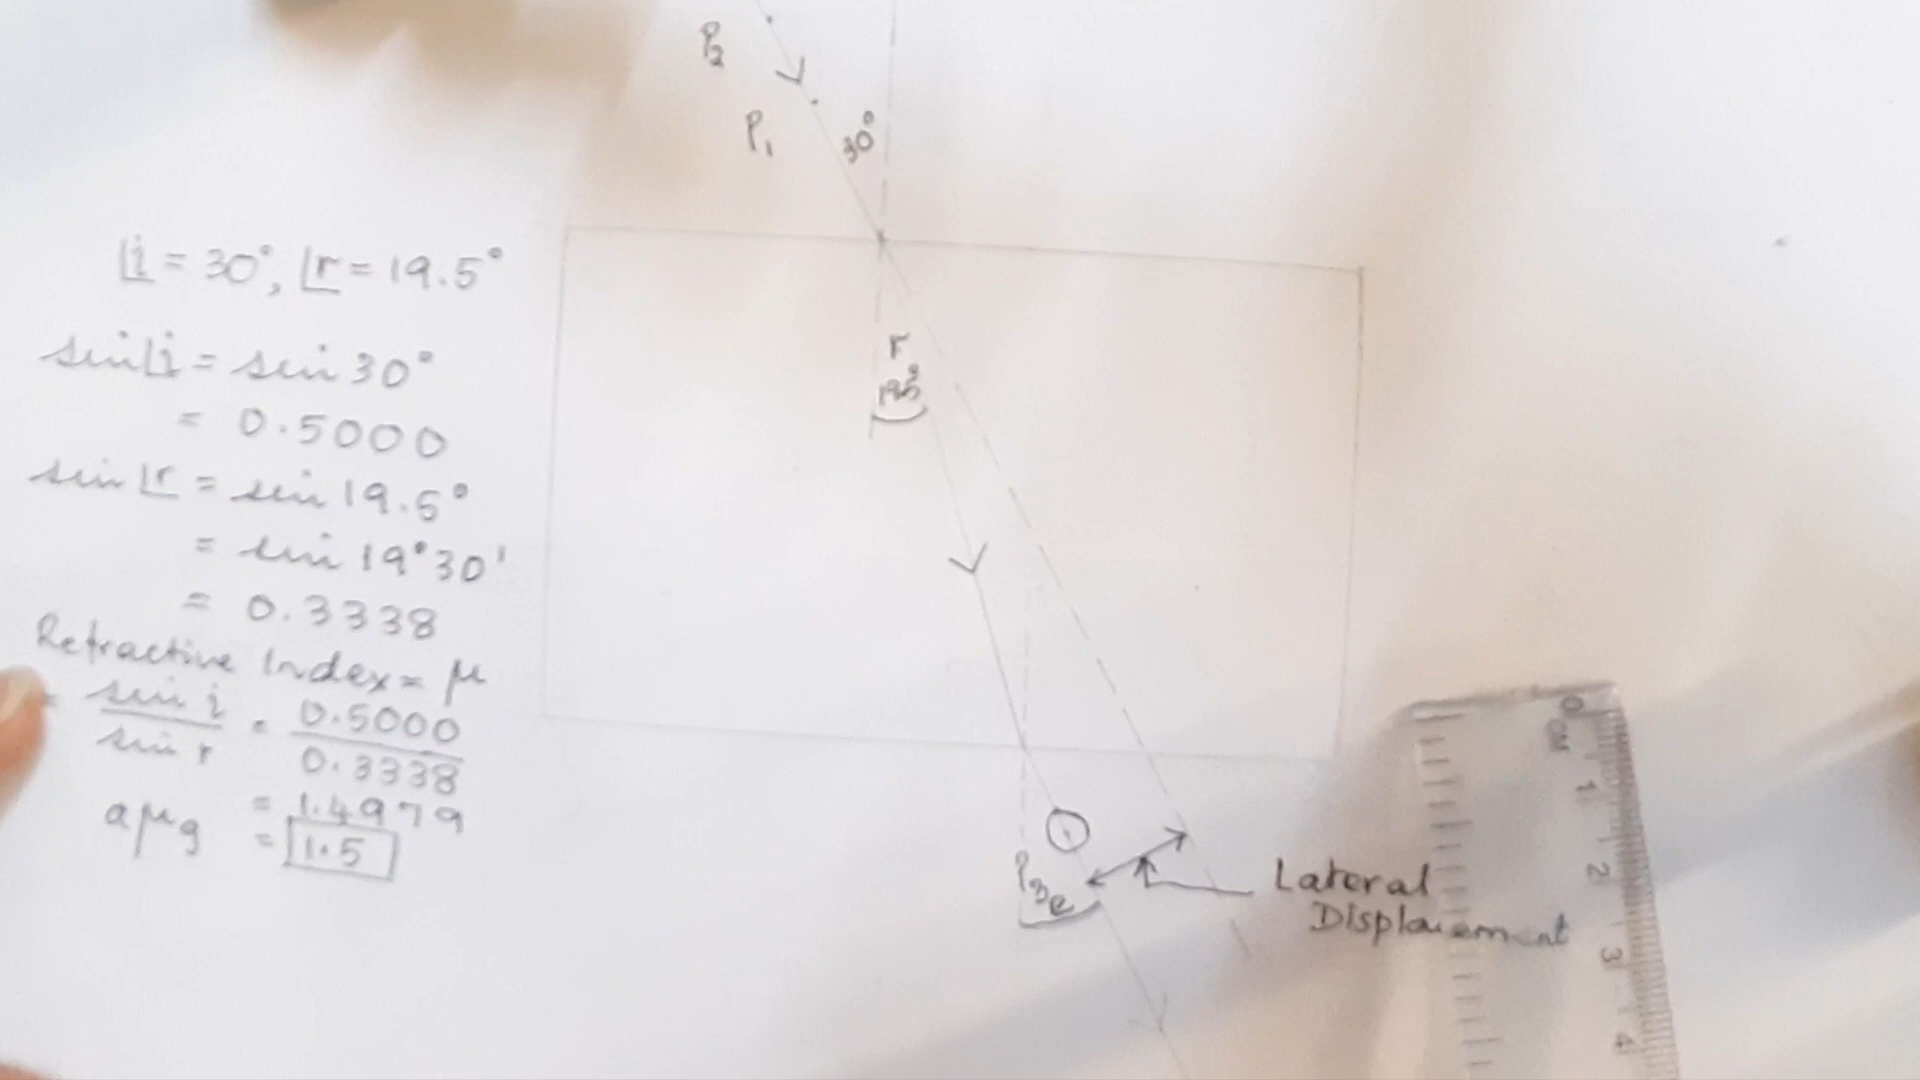 P2
P1
30°
∠i = 30°, ∠r = 19.5°
sin∠i = sin 30°
= 0.5000
sin ∠r = sin 19.5°
= sin 19°30'
= 0.3338
Refractive Index = μ
= sin i / sin r = 0.5000 / 0.3338
= 1.4979
aμg = 1.5
r
19.5°
P3
e
Lateral
Displacement
0
CM
1
2
3
4